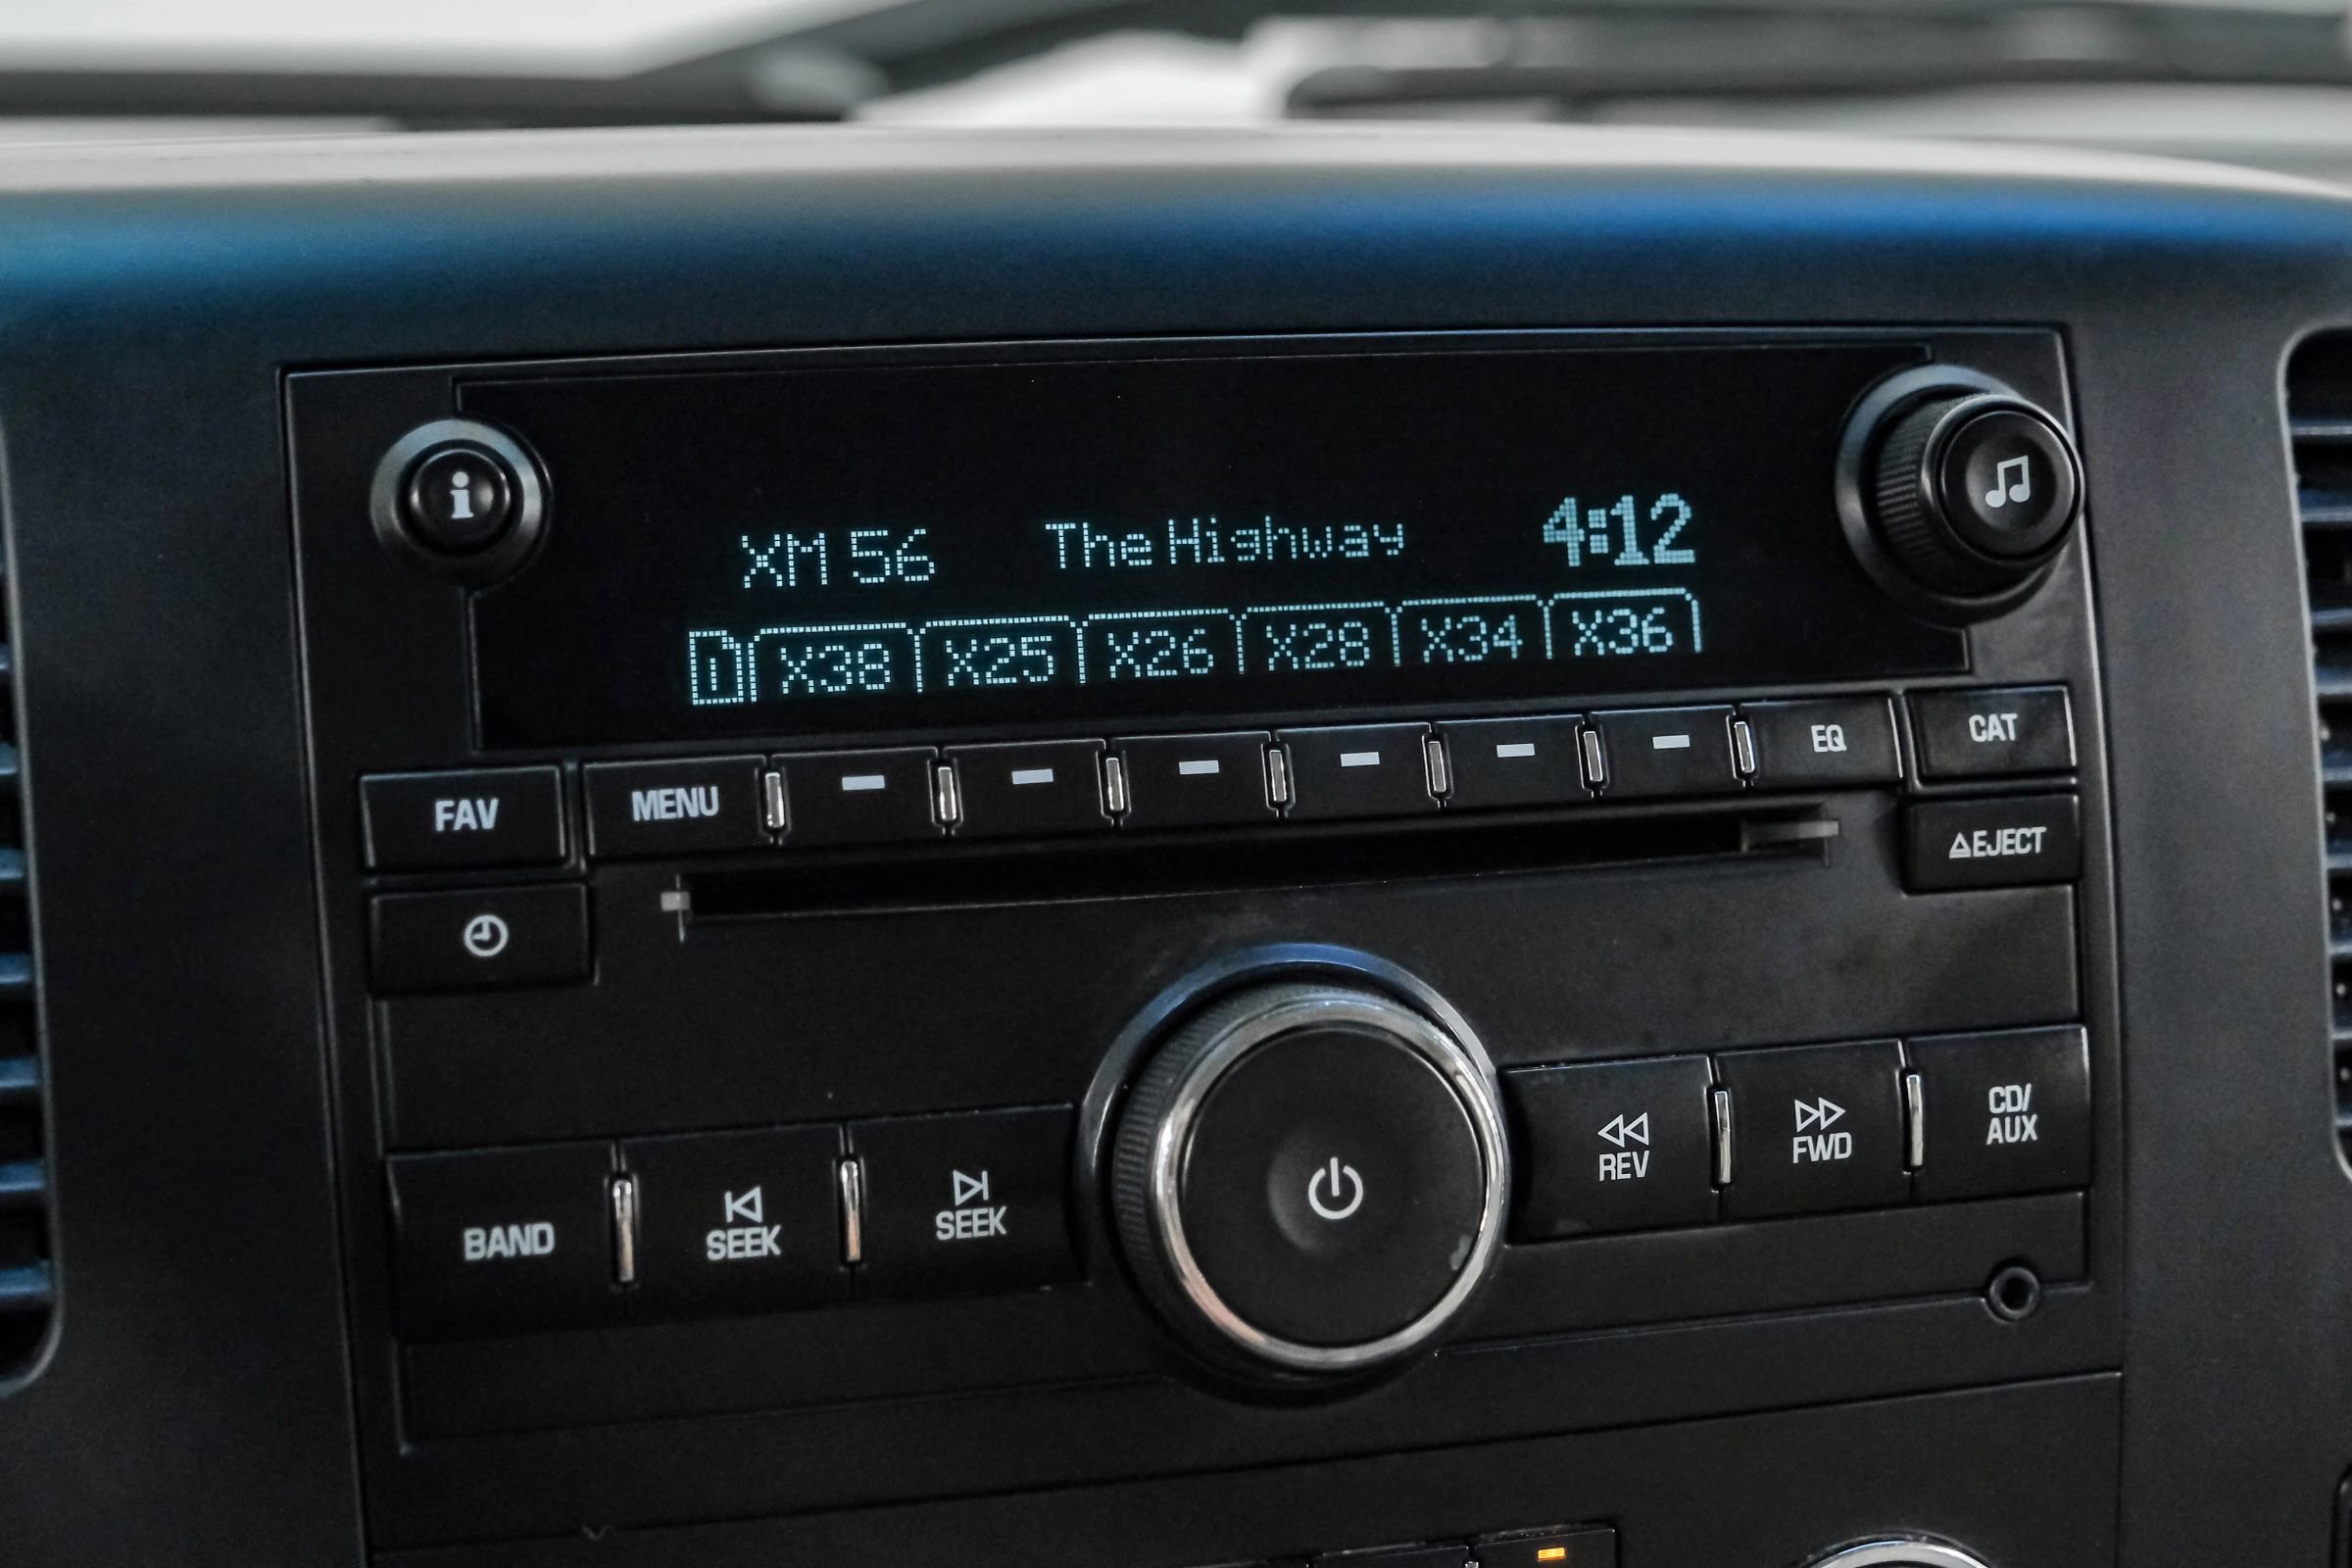 i
XM 56 The Highway 4:12
1 X38 X25 X26 X28 X34 X36
FAV MENU EQ CAT
EJECT
BAND SEEK SEEK REV FWD CD/
AUX